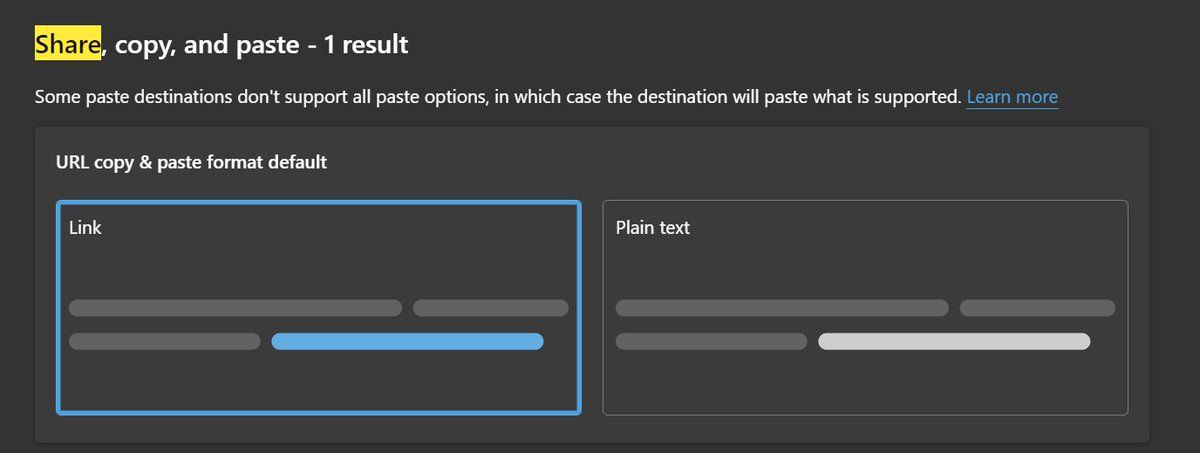 Share, copy, and paste - 1 result
Some paste destinations don't support all paste options, in which case the destination will paste what is supported. Learn more
URL copy & paste format default
Link
Plain text